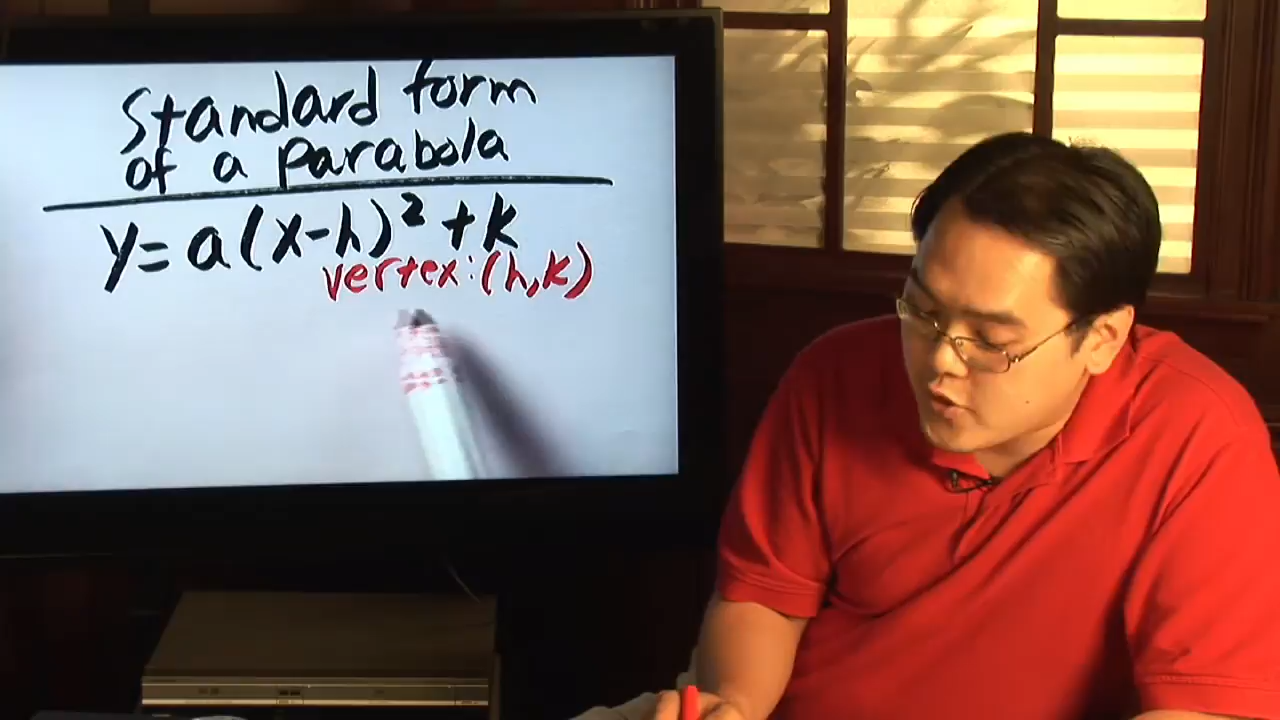 Standard form
of a parabola
y=a(x-h)²+k
vertex:(h,k)